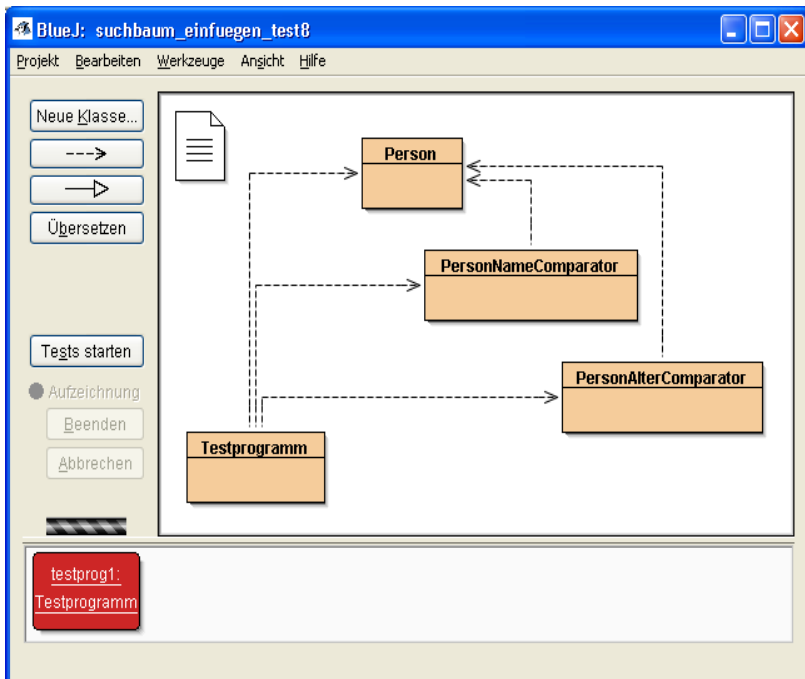 BlueJ: suchbaum_einfuegen_test8
Projekt Bearbeiten Werkzeuge Ansicht Hilfe
Neue Klasse...
Übersetzen
Tests starten
Aufzeichnung
Beenden
Abbrechen
Person
PersonNameComparator
PersonAlterComparator
Testprogramm
testprog1:
Testprogramm